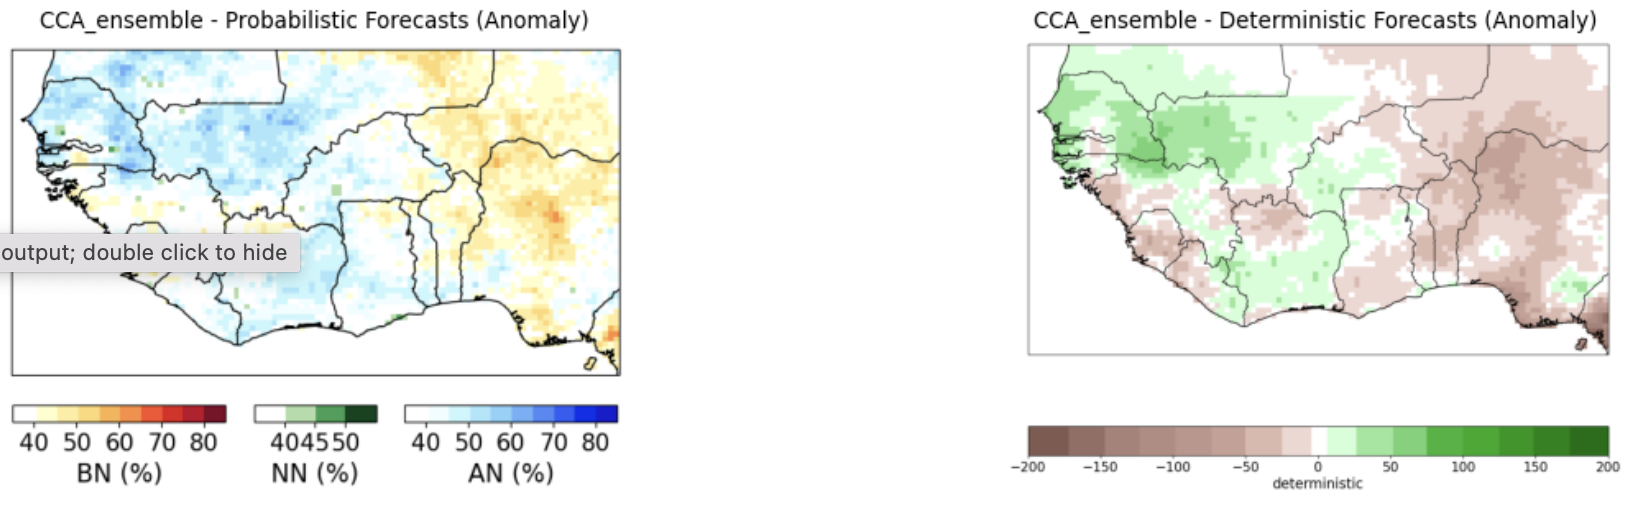 CCA_ensemble - Probabilistic Forecasts (Anomaly)
output; double click to hide
40 50 60 70 80
BN (%)
404550
NN (%)
40 50 60 70 80
AN (%)
CCA_ensemble - Deterministic Forecasts (Anomaly)
−200 −150 −100 −50 0 50 100 150 200
deterministic